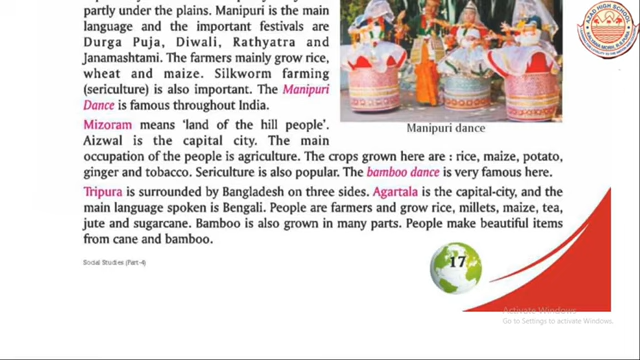 partly under the plains. Manipuri is the main
language and the important festivals are
Durga Puja, Diwali, Rathyatra and
Janamashtami. The farmers mainly grow rice,
wheat and maize. Silkworm farming
(sericulture) is also important. The Manipuri
Dance is famous throughout India.
Manipuri dance
Mizoram means ‘land of the hill people’.
Aizwal is the capital city. The main
occupation of the people is agriculture. The crops grown here are : rice, maize, potato,
ginger and tobacco. Sericulture is also popular. The bamboo dance is very famous here.
Tripura is surrounded by Bangladesh on three sides. Agartala is the capital-city, and the
main language spoken is Bengali. People are farmers and grow rice, millets, maize, tea,
jute and sugarcane. Bamboo is also grown in many parts. People make beautiful items
from cane and bamboo.
Social Studies (Part-4)
17
Activate Windows
Go to Settings to activate Windows.
AZAD HIGH SCHOOL